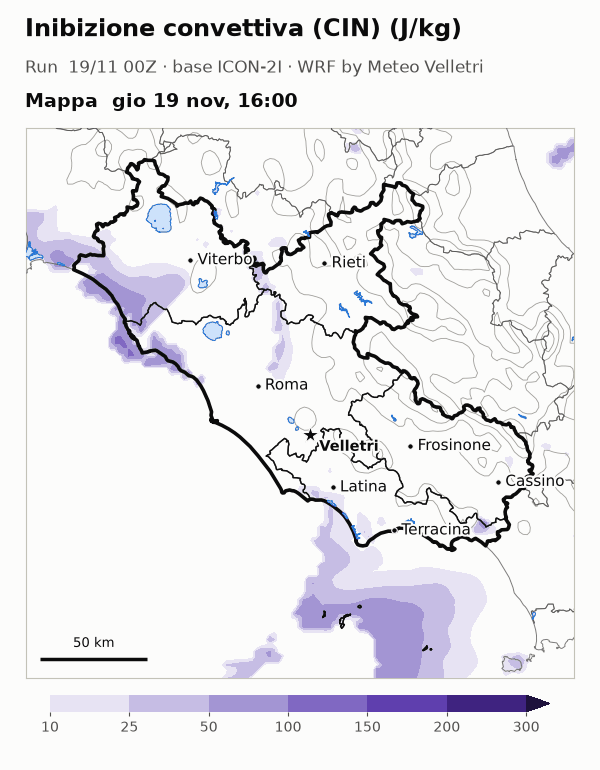 Inibizione convettiva (CIN) (J/kg)
Run  19/11 00Z · base ICON-2I · WRF by Meteo Velletri
Mappa  gio 19 nov, 16:00
Viterbo
Rieti
Roma
Velletri
Frosinone
Cassino
Latina
Terracina
50 km
10 25 50 100 150 200 300